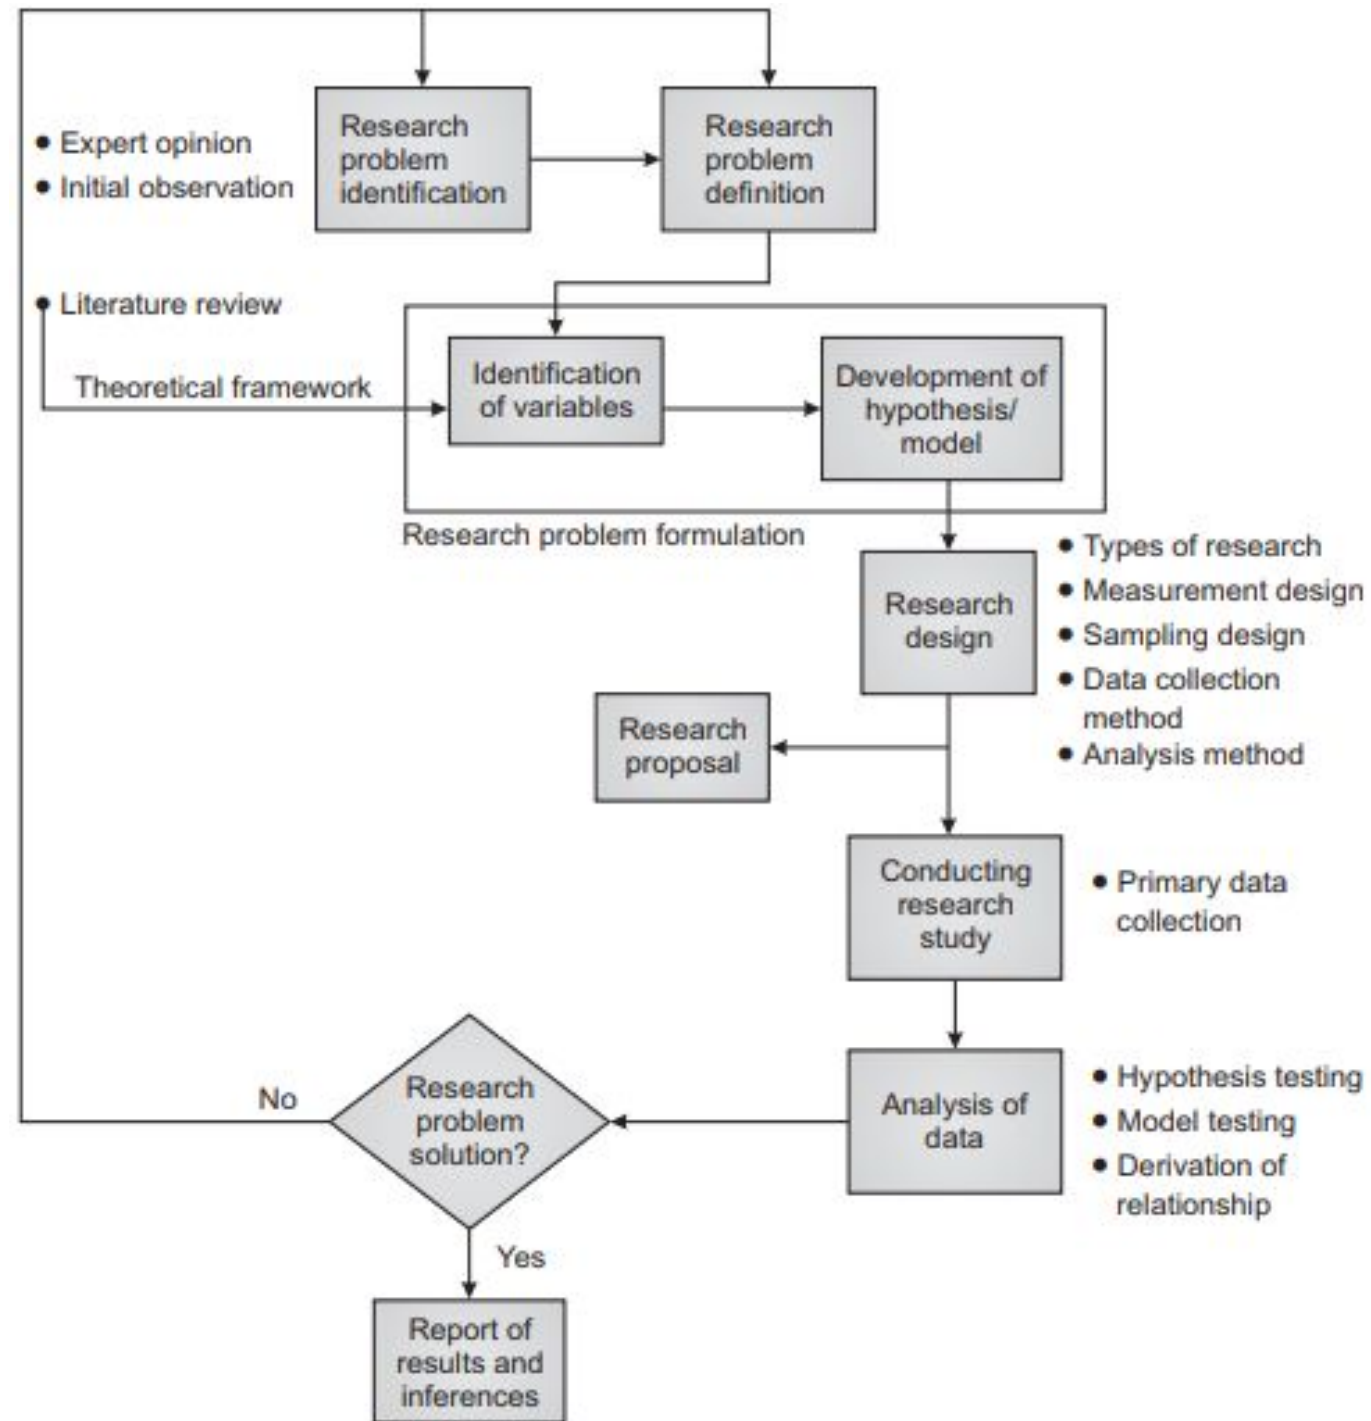 Research
problem
identification
Research
problem
definition
● Expert opinion
● Initial observation
● Literature review
Theoretical framework
Identification
of variables
Development of
hypothesis/
model
Research problem formulation
Research
design
● Types of research
● Measurement design
● Sampling design
● Data collection
method
● Analysis method
Research
proposal
Conducting
research
study
● Primary data
collection
Analysis of
data
● Hypothesis testing
● Model testing
● Derivation of
relationship
Research
problem
solution?
No
Yes
Report of
results and
inferences